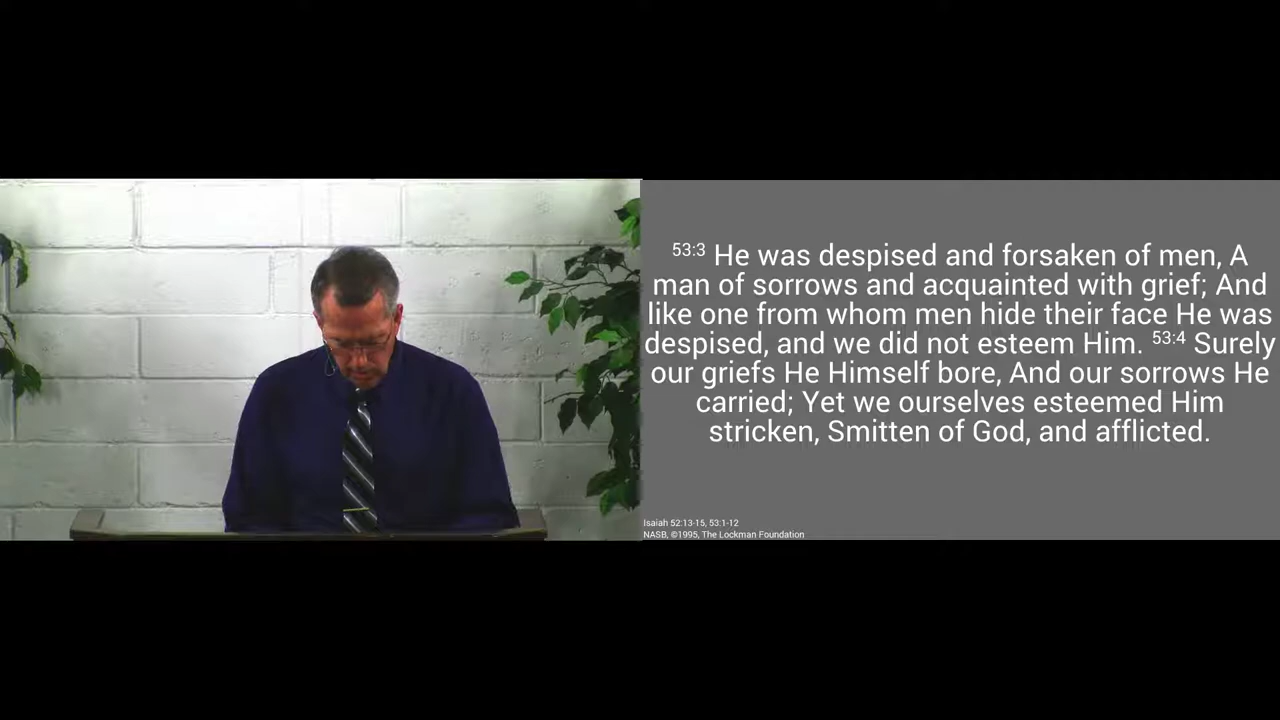 53:3 He was despised and forsaken of men, A
man of sorrows and acquainted with grief; And
like one from whom men hide their face He was
despised, and we did not esteem Him. 53:4 Surely
our griefs He Himself bore, And our sorrows He
carried; Yet we ourselves esteemed Him
stricken, Smitten of God, and afflicted.
Isaiah 52:13-15, 53:1-12
NASB, ©1995, The Lockman Foundation